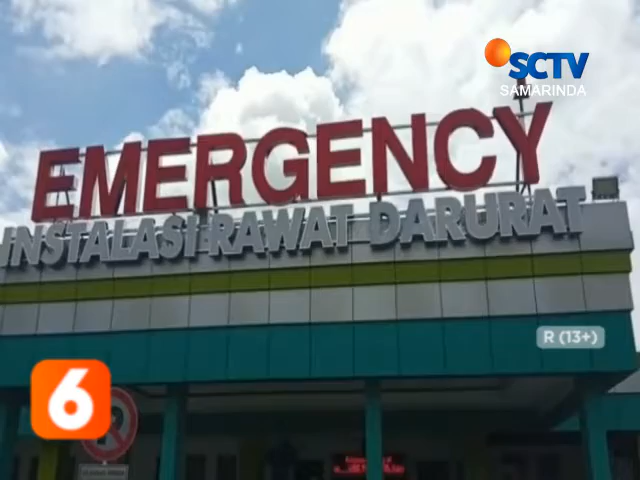 SCTV
SAMARINDA
EMERGENCY
INSTALASI RAWAT DARURAT
R (13+)
6